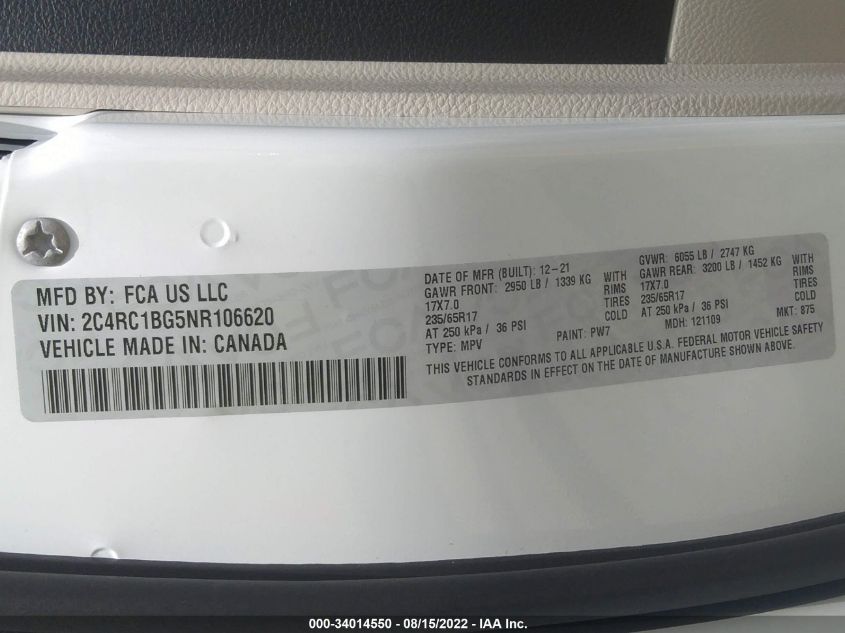 MFD BY: FCA US LLC
VIN: 2C4RC1BG5NR106620
VEHICLE MADE IN: CANADA
DATE OF MFR (BUILT): 12-21
GVWR: 6055 LB / 2747 KG
GAWR FRONT: 2950 LB / 1339 KG WITH
17X7.0 RIMS
235/65R17
AT 250 kPa / 36 PSI COLD
GAWR REAR: 3200 LB / 1452 KG WITH
17X7.0 RIMS
235/65R17
AT 250 kPa / 36 PSI COLD
TYPE: MPV PAINT: PW7 MDH: 121109 MKT: 875
THIS VEHICLE CONFORMS TO ALL APPLICABLE U.S.A. FEDERAL MOTOR VEHICLE SAFETY
STANDARDS IN EFFECT ON THE DATE OF MANUFACTURE SHOWN ABOVE.
000-34014550 - 08/15/2022 - IAA Inc.